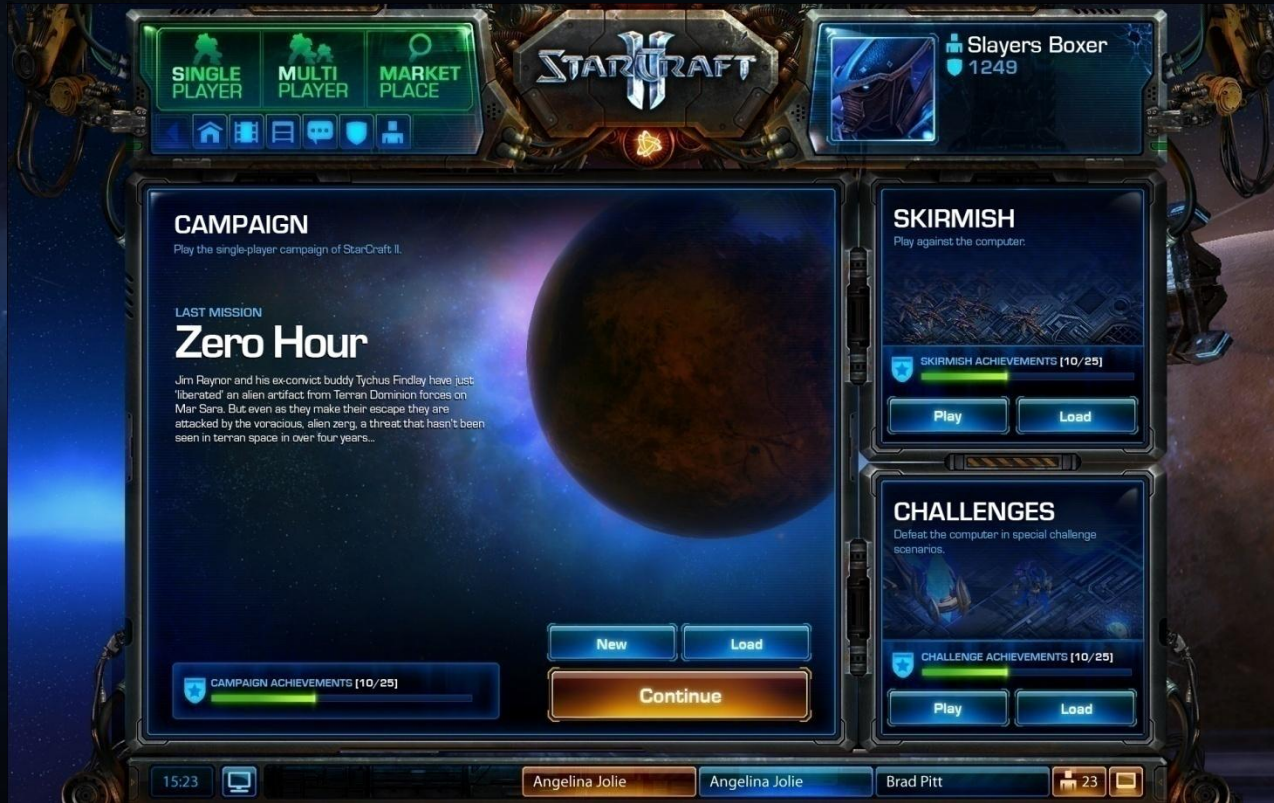 SINGLE
PLAYER
MULTI
PLAYER
MARKET
PLACE
STARCRAFT
II
Slayers Boxer
1249
CAMPAIGN
Play the single-player campaign of StarCraft II.
LAST MISSION
Zero Hour
Jim Raynor and his ex-convict buddy Tychus Findlay have just
'liberated' an alien artifact from Terran Dominion forces on
Mar Sara. But even as they make their escape they are
attacked by the voracious, alien zerg, a threat that hasn't been
seen in terran space in over four years...
New
Load
CAMPAIGN ACHIEVEMENTS [10/25]
Continue
SKIRMISH
Play against the computer.
SKIRMISH ACHIEVEMENTS [10/25]
Play
Load
CHALLENGES
Defeat the computer in special challenge
scenarios.
CHALLENGE ACHIEVEMENTS [10/25]
Play
Load
15:23
Angelina Jolie
Angelina Jolie
Brad Pitt
23